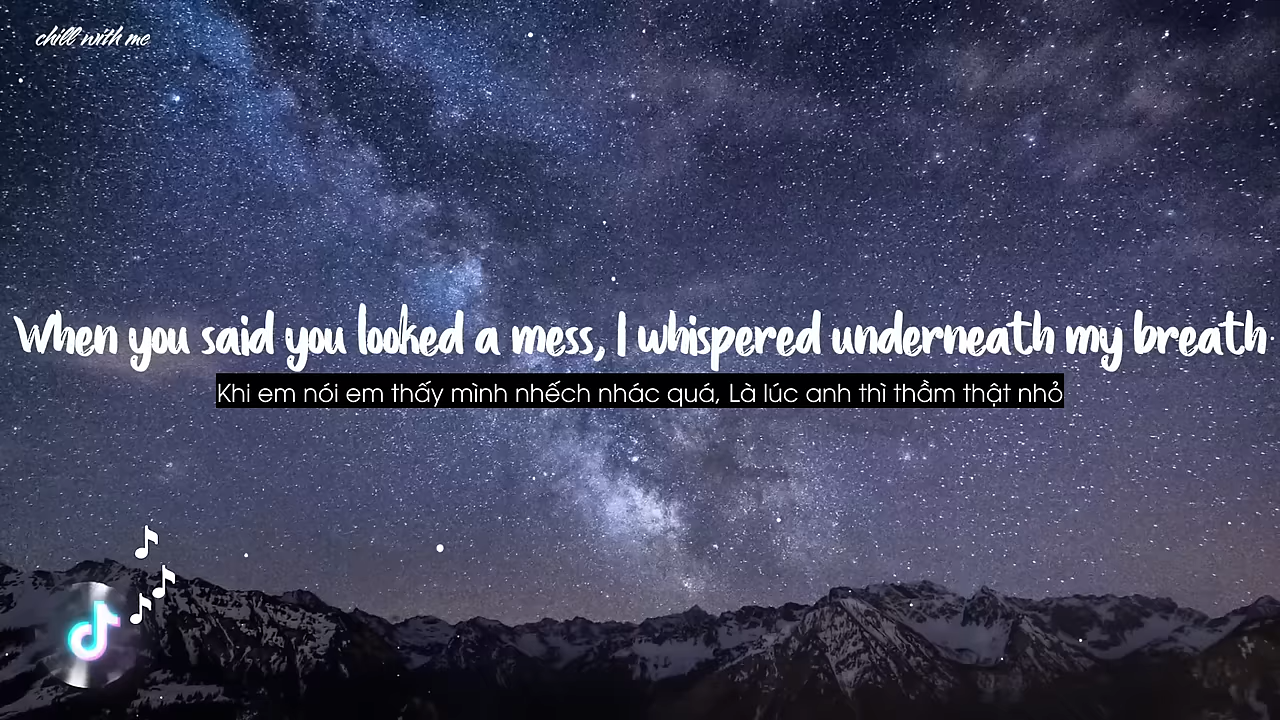 chill with me
When you said you looked a mess, I whispered underneath my breath
Khi em nói em thấy mình nhếch nhác quá, Là lúc anh thì thầm thật nhỏ